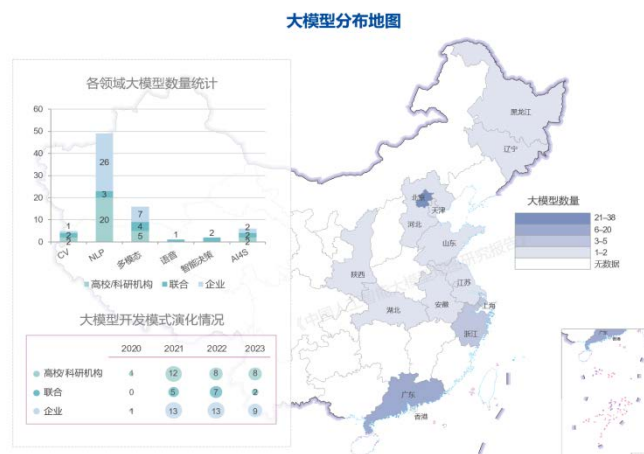 大模型分布地图
各领域大模型数量统计
60
50
40
30
20
10
0
1
2
2
26
3
20
7
4
5
1
2
2
2
2
CV
NLP
多模态
语音
智能决策
AI4S
高校/科研机构 联合 企业
大模型开发模式演化情况
2020 2021 2022 2023
高校/科研机构 4 12 8 8
联合 0 5 7 2
企业 1 13 13 9
黑龙江
辽宁
北京
天津
河北
山东
陕西
江苏
安徽
上海
湖北
浙江
广东
香港
大模型数量
21–38
6–20
3–5
1–2
无数据